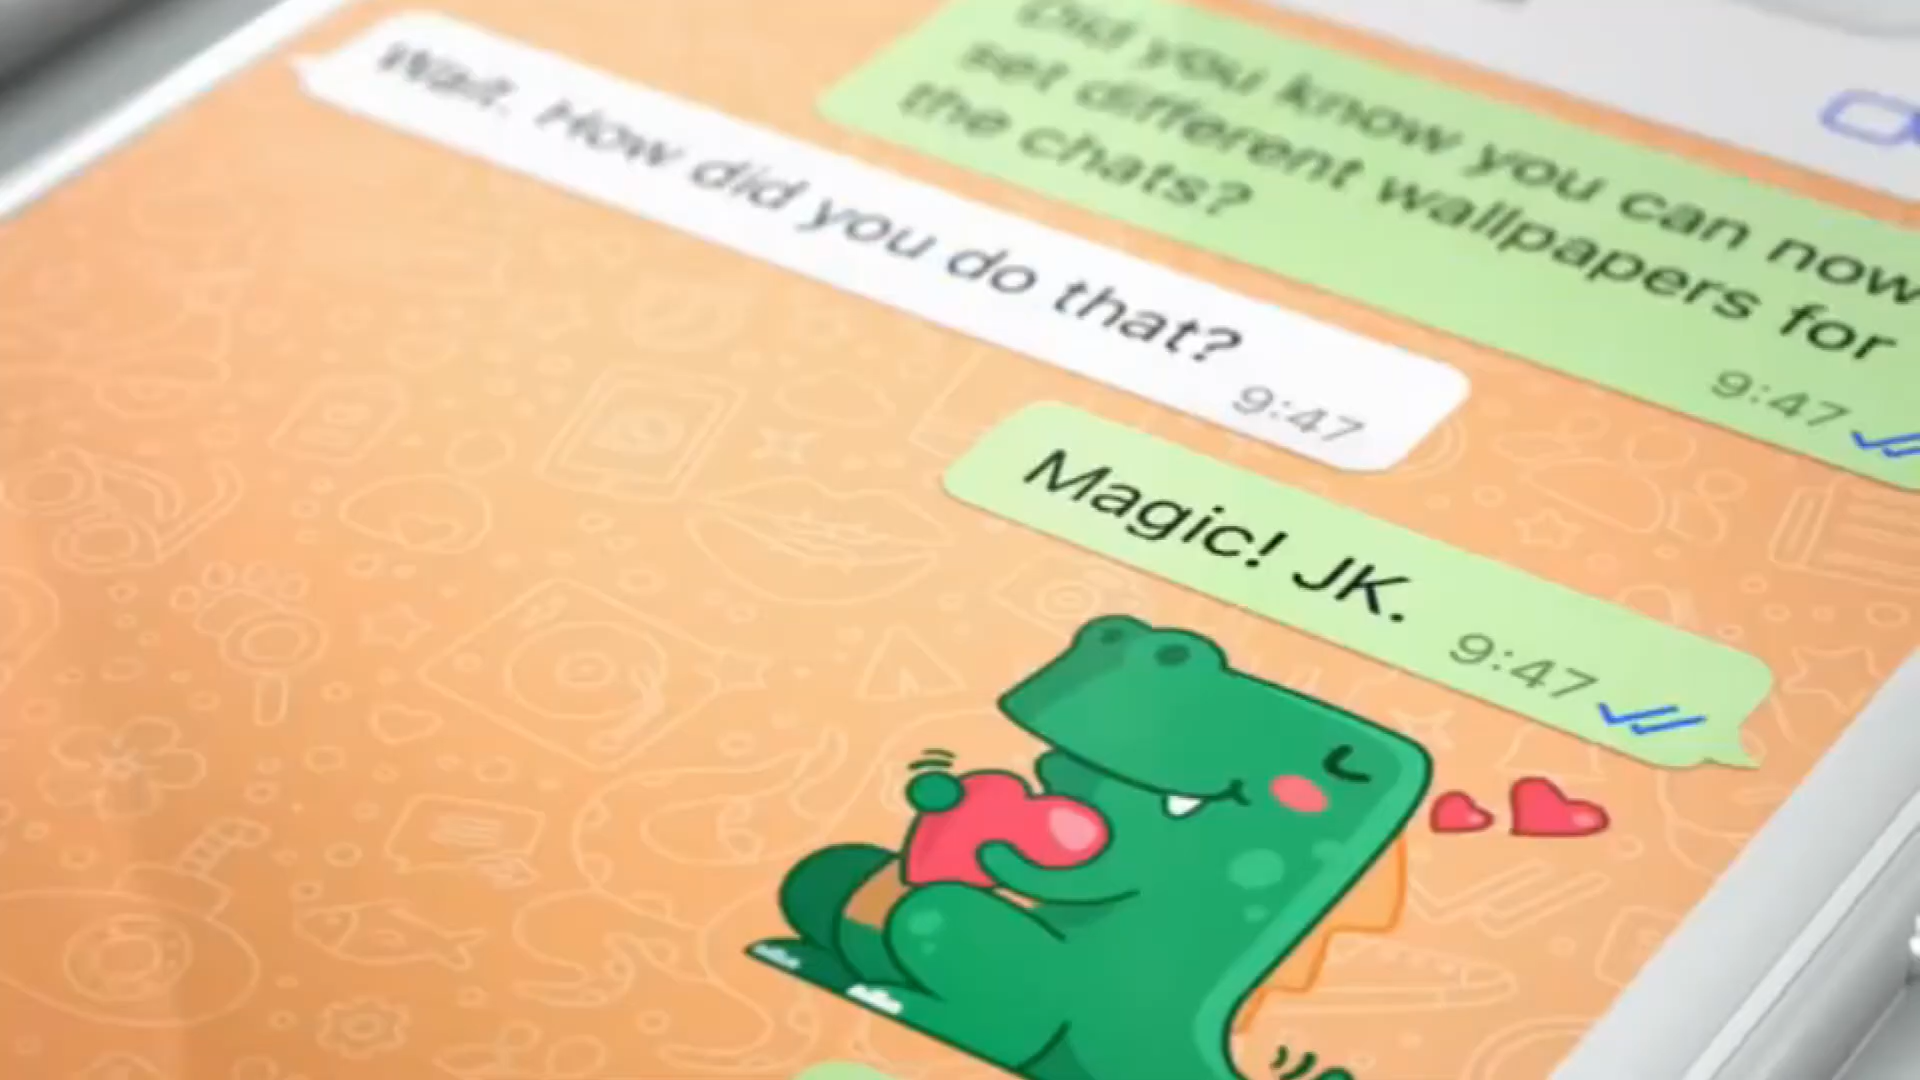 Did you know you can now
set different wallpapers for
the chats?
9:47
Wait. How did you do that?
9:47
Magic! JK.
9:47